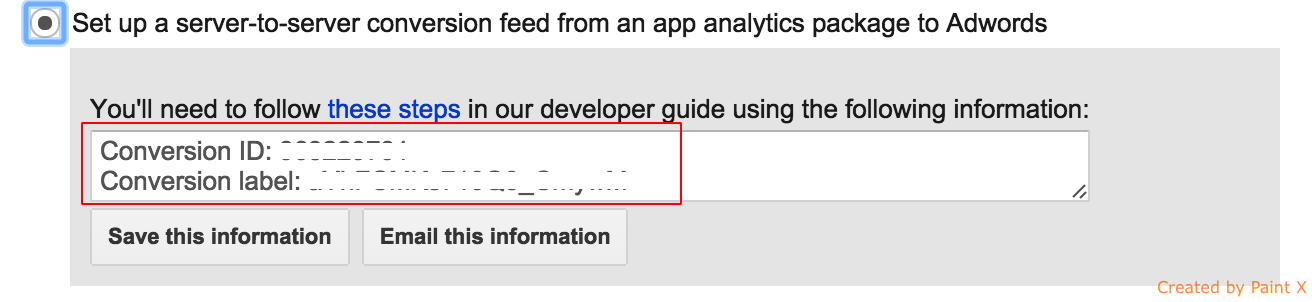 Set up a server-to-server conversion feed from an app analytics package to Adwords
You'll need to follow these steps in our developer guide using the following information:
Conversion ID:
Conversion label:
Save this information
Email this information
Created by Paint X